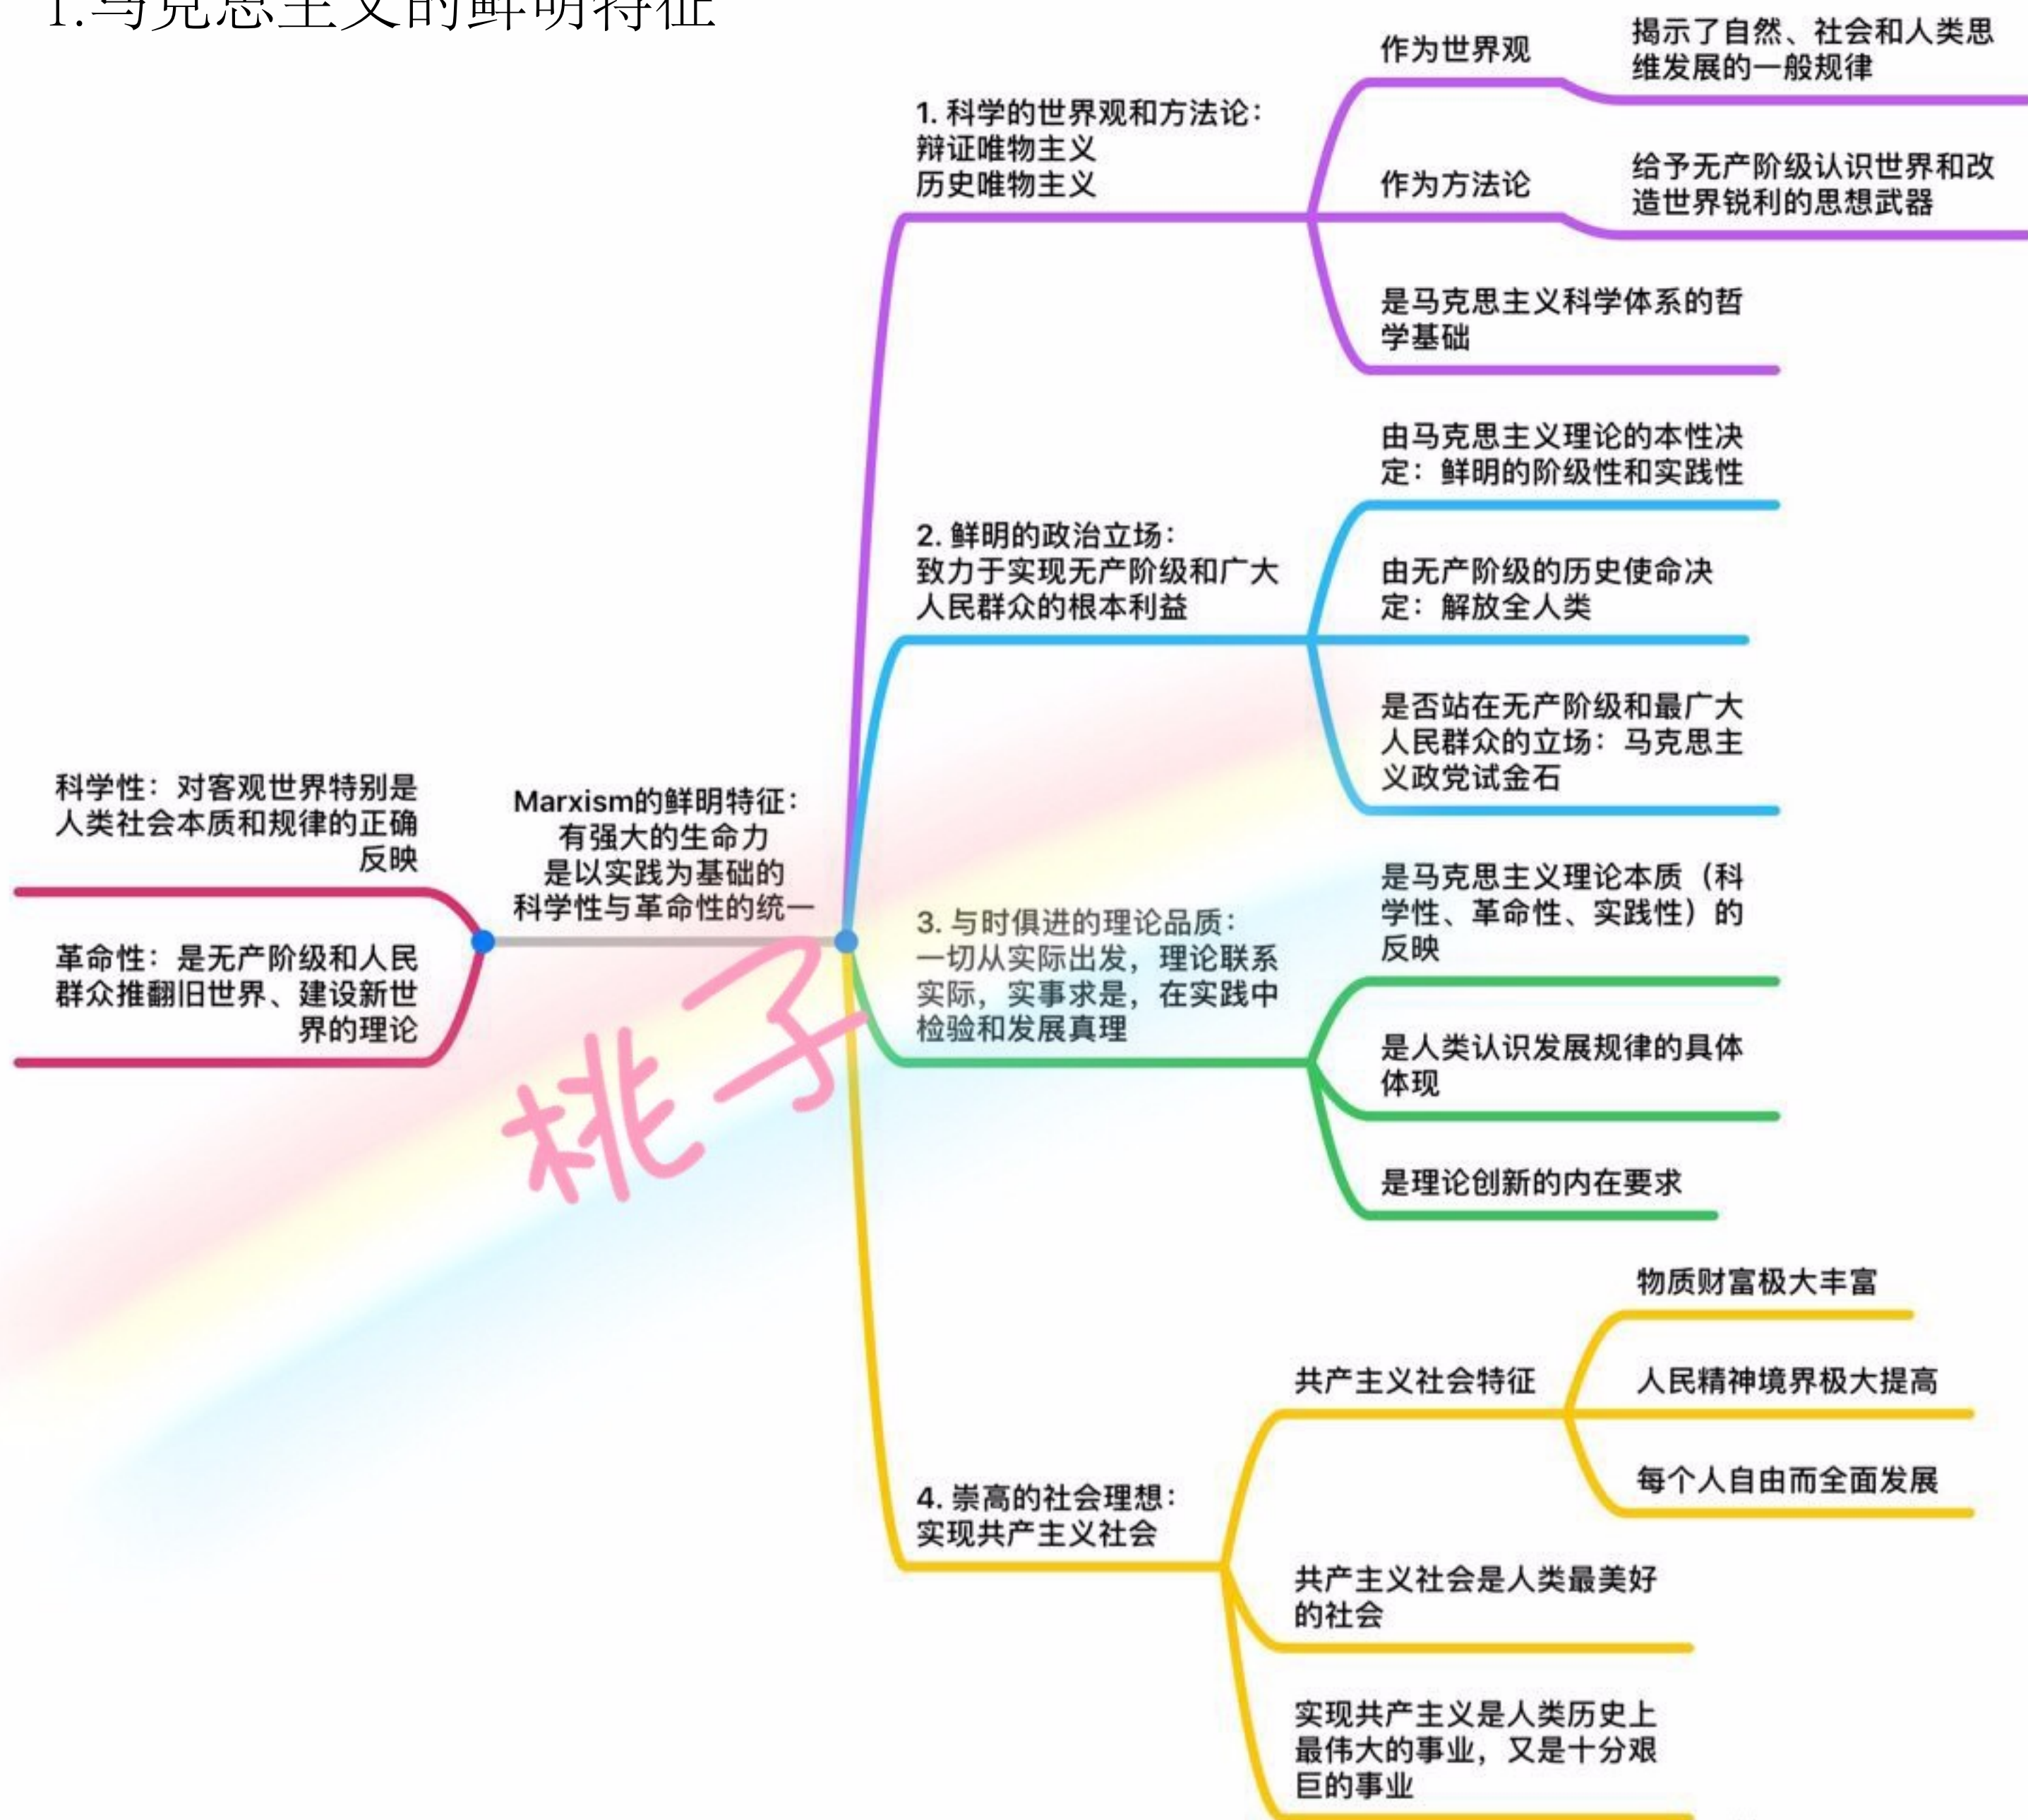 1.马克思主义的鲜明特征
作为世界观
揭示了自然、社会和人类思
维发展的一般规律
1. 科学的世界观和方法论：
辩证唯物主义
历史唯物主义
作为方法论
给予无产阶级认识世界和改
造世界锐利的思想武器
是马克思主义科学体系的哲
学基础
由马克思主义理论的本性决
定：鲜明的阶级性和实践性
2. 鲜明的政治立场：
致力于实现无产阶级和广大
人民群众的根本利益
由无产阶级的历史使命决
定：解放全人类
是否站在无产阶级和最广大
人民群众的立场：马克思主
义政党试金石
科学性：对客观世界特别是
人类社会本质和规律的正确
反映
革命性：是无产阶级和人民
群众推翻旧世界、建设新世
界的理论
Marxism的鲜明特征：
有强大的生命力
是以实践为基础的
科学性与革命性的统一
桃子
3. 与时俱进的理论品质：
一切从实际出发，理论联系
实际，实事求是，在实践中
检验和发展真理
是马克思主义理论本质（科
学性、革命性、实践性）的
反映
是人类认识发展规律的具体
体现
是理论创新的内在要求
4. 崇高的社会理想：
实现共产主义社会
共产主义社会特征
物质财富极大丰富
人民精神境界极大提高
每个人自由而全面发展
共产主义社会是人类最美好
的社会
实现共产主义是人类历史上
最伟大的事业，又是十分艰
巨的事业